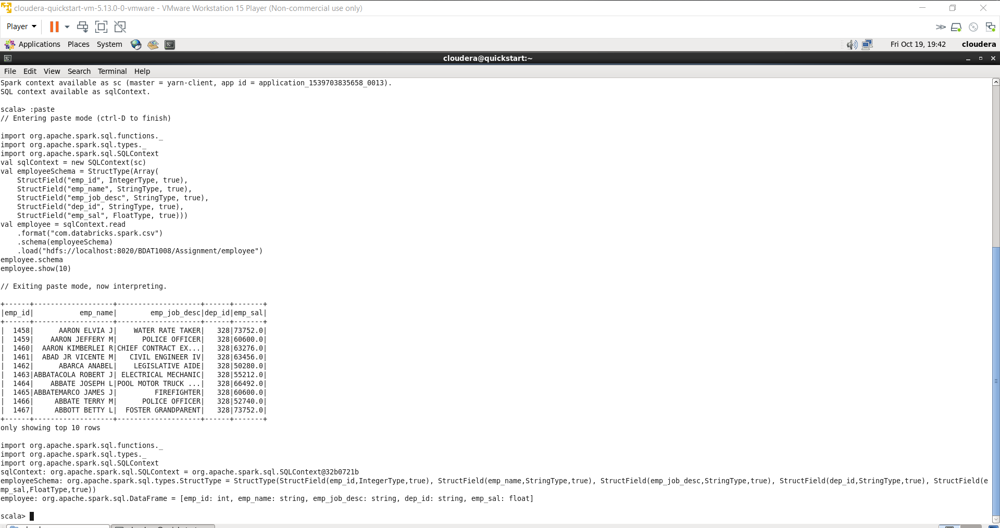 cloudera-quickstart-vm-5.13.0-0-vmware - VMware Workstation 15 Player (Non-commercial use only)
Player
Applications Places System Fri Oct 19, 19:42 cloudera
cloudera@quickstart:~
File Edit View Search Terminal Help
Spark context available as sc (master = yarn-client, app id = application_1539703835658_0013).
SQL context available as sqlContext.
scala> :paste
// Entering paste mode (ctrl-D to finish)
import org.apache.spark.sql.functions._
import org.apache.spark.sql.types._
import org.apache.spark.sql.SQLContext
val sqlContext = new SQLContext(sc)
val employeeSchema = StructType(Array(
    StructField("emp_id", IntegerType, true),
    StructField("emp_name", StringType, true),
    StructField("emp_job_desc", StringType, true),
    StructField("dep_id", StringType, true),
    StructField("emp_sal", FloatType, true)))
val employee = sqlContext.read
    .format("com.databricks.spark.csv")
    .schema(employeeSchema)
    .load("hdfs://localhost:8020/BDAT1008/Assignment/employee")
employee.schema
employee.show(10)
// Exiting paste mode, now interpreting.
+------+-------------------+--------------------+------+-------+
|emp_id|           emp_name|        emp_job_desc|dep_id|emp_sal|
+------+-------------------+--------------------+------+-------+
|  1458|      AARON ELVIA J|    WATER RATE TAKER|   328|73752.0|
|  1459|    AARON JEFFERY M|      POLICE OFFICER|   328|60600.0|
|  1460|  AARON KIMBERLEI R|CHIEF CONTRACT EX...|   328|63276.0|
|  1461|  ABAD JR VICENTE M|   CIVIL ENGINEER IV|   328|63456.0|
|  1462|      ABARCA ANABEL|    LEGISLATIVE AIDE|   328|50280.0|
|  1463|ABBATACOLA ROBERT J| ELECTRICAL MECHANIC|   328|55212.0|
|  1464|    ABBATE JOSEPH L|POOL MOTOR TRUCK ...|   328|66492.0|
|  1465|ABBATEMARCO JAMES J|         FIREFIGHTER|   328|60600.0|
|  1466|     ABBATE TERRY M|      POLICE OFFICER|   328|52740.0|
|  1467|     ABBOTT BETTY L|  FOSTER GRANDPARENT|   328|73752.0|
+------+-------------------+--------------------+------+-------+
only showing top 10 rows
import org.apache.spark.sql.functions._
import org.apache.spark.sql.types._
import org.apache.spark.sql.SQLContext
sqlContext: org.apache.spark.sql.SQLContext = org.apache.spark.sql.SQLContext@32b0721b
employeeSchema: org.apache.spark.sql.types.StructType = StructType(StructField(emp_id,IntegerType,true), StructField(emp_name,StringType,true), StructField(emp_job_desc,StringType,true), StructField(dep_id,StringType,true), StructField(e
mp_sal,FloatType,true))
employee: org.apache.spark.sql.DataFrame = [emp_id: int, emp_name: string, emp_job_desc: string, dep_id: string, emp_sal: float]
scala>